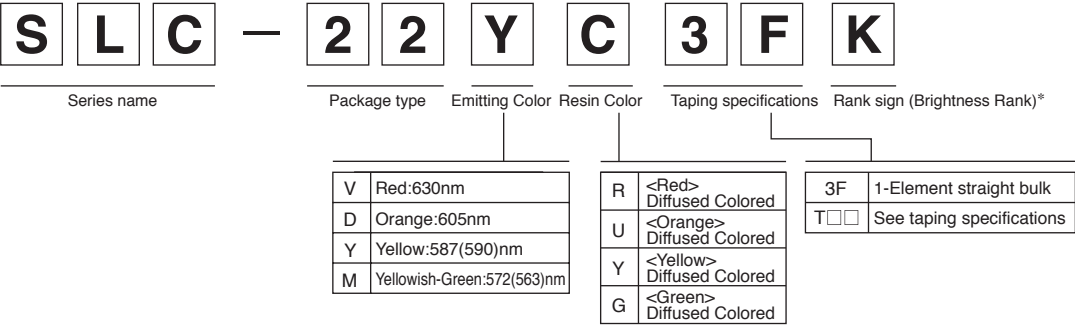 S L C — 2 2 Y C 3 F K
Series name Package type Emitting Color Resin Color Taping specifications Rank sign (Brightness Rank)*
V Red:630nm
D Orange:605nm
Y Yellow:587(590)nm
M Yellowish-Green:572(563)nm
R <Red>
Diffused Colored
U <Orange>
Diffused Colored
Y <Yellow>
Diffused Colored
G <Green>
Diffused Colored
3F 1-Element straight bulk
T□□ See taping specifications